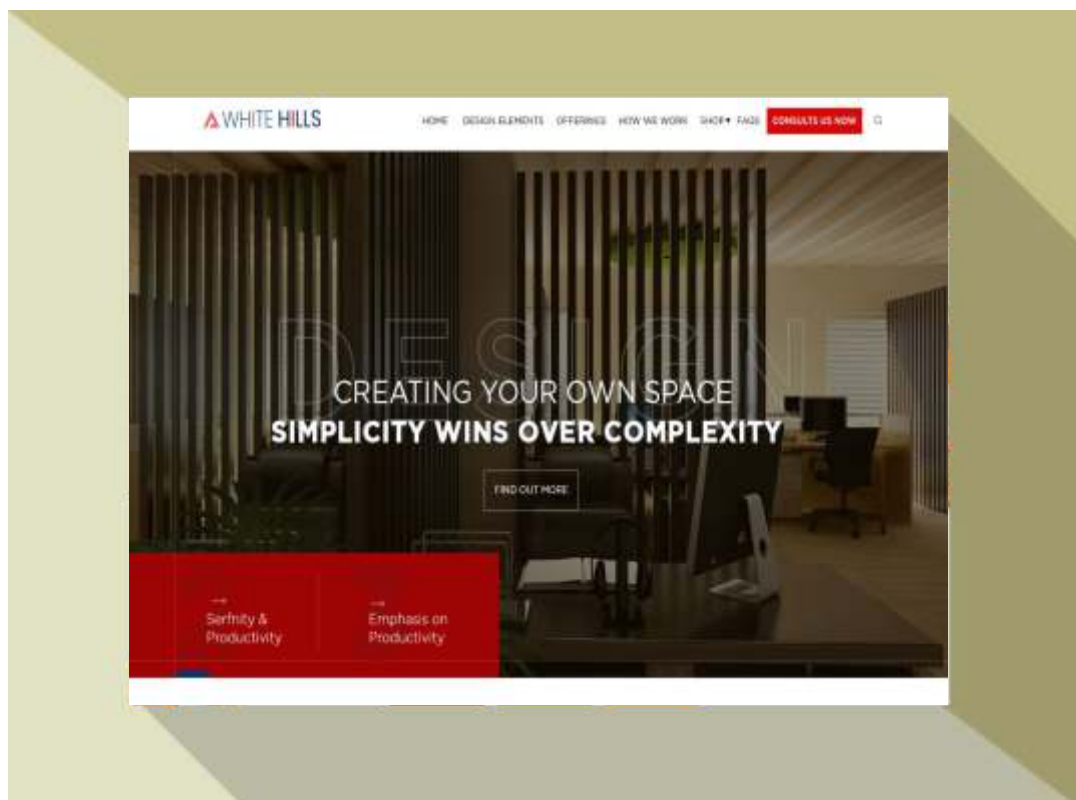 WHITE HILLS
HOME DESIGN ELEMENTS OFFERINGS HOW WE WORK SHOP▾ FAQS CONSULTS US NOW
DESIGN
CREATING YOUR OWN SPACE
SIMPLICITY WINS OVER COMPLEXITY
FIND OUT MORE
→ →
Serfnity & Emphasis on
Productivity Productivity